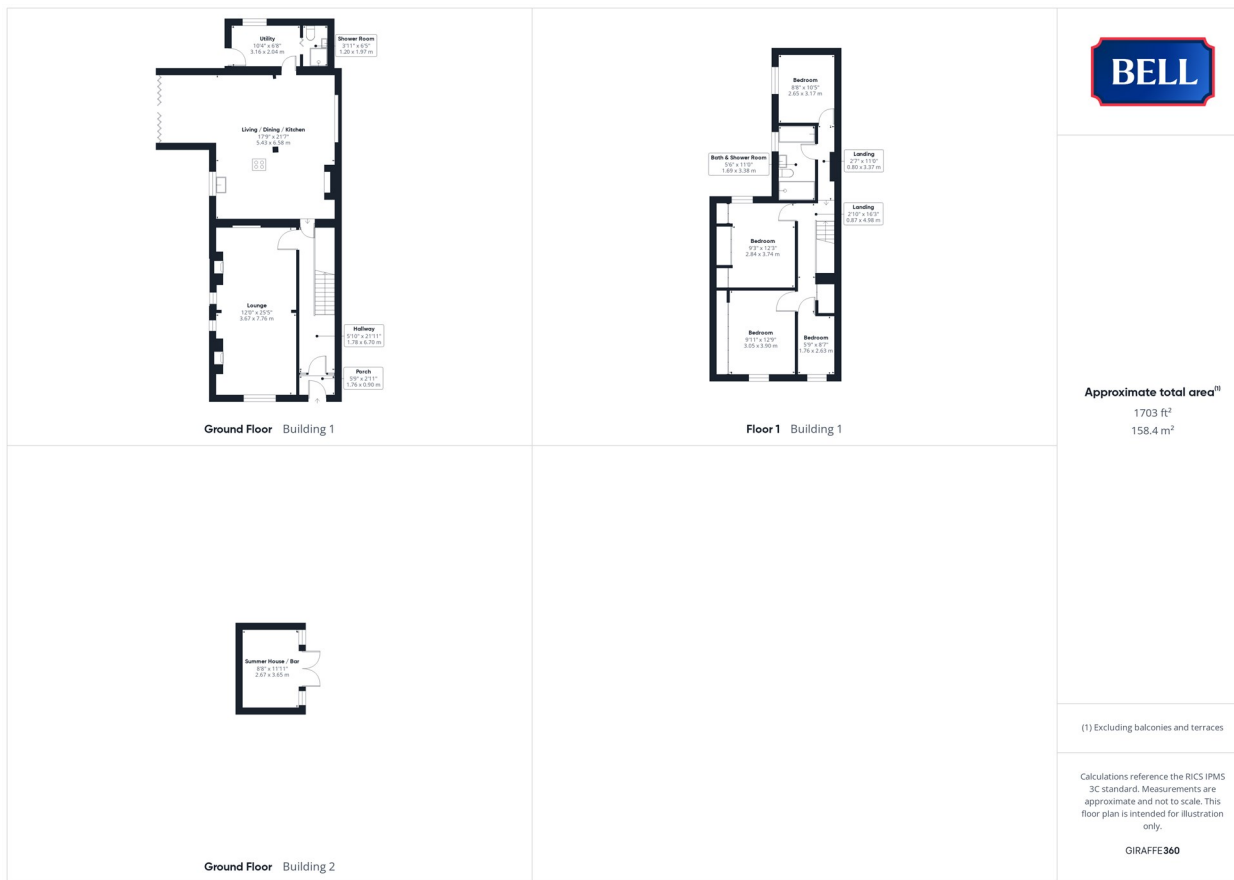 Utility
10'4" x 6'8"
3.16 x 2.04 m
Shower Room
3'11" x 6'5"
1.20 x 1.97 m
Living / Dining / Kitchen
17'9" x 21'7"
5.43 x 6.58 m
Lounge
12'0" x 25'5"
3.67 x 7.76 m
Hallway
5'10" x 21'11"
1.78 x 6.70 m
Porch
5'9" x 2'11"
1.76 x 0.90 m
Ground Floor Building 1
Bedroom
8'8" x 10'5"
2.65 x 3.17 m
Bath & Shower Room
5'6" x 11'0"
1.69 x 3.38 m
Landing
2'7" x 11'0"
0.80 x 3.37 m
Landing
2'10" x 16'3"
0.87 x 4.98 m
Bedroom
9'3" x 12'3"
2.84 x 3.74 m
Bedroom
9'11" x 12'9"
3.05 x 3.90 m
Bedroom
5'9" x 8'7"
1.76 x 2.63 m
Floor 1 Building 1
Summer House / Bar
8'8" x 11'11"
2.67 x 3.65 m
Ground Floor Building 2
BELL
Approximate total area(1)
1703 ft²
158.4 m²
(1) Excluding balconies and terraces
Calculations reference the RICS IPMS
3C standard. Measurements are
approximate and not to scale. This
floor plan is intended for illustration
only.
GIRAFFE360